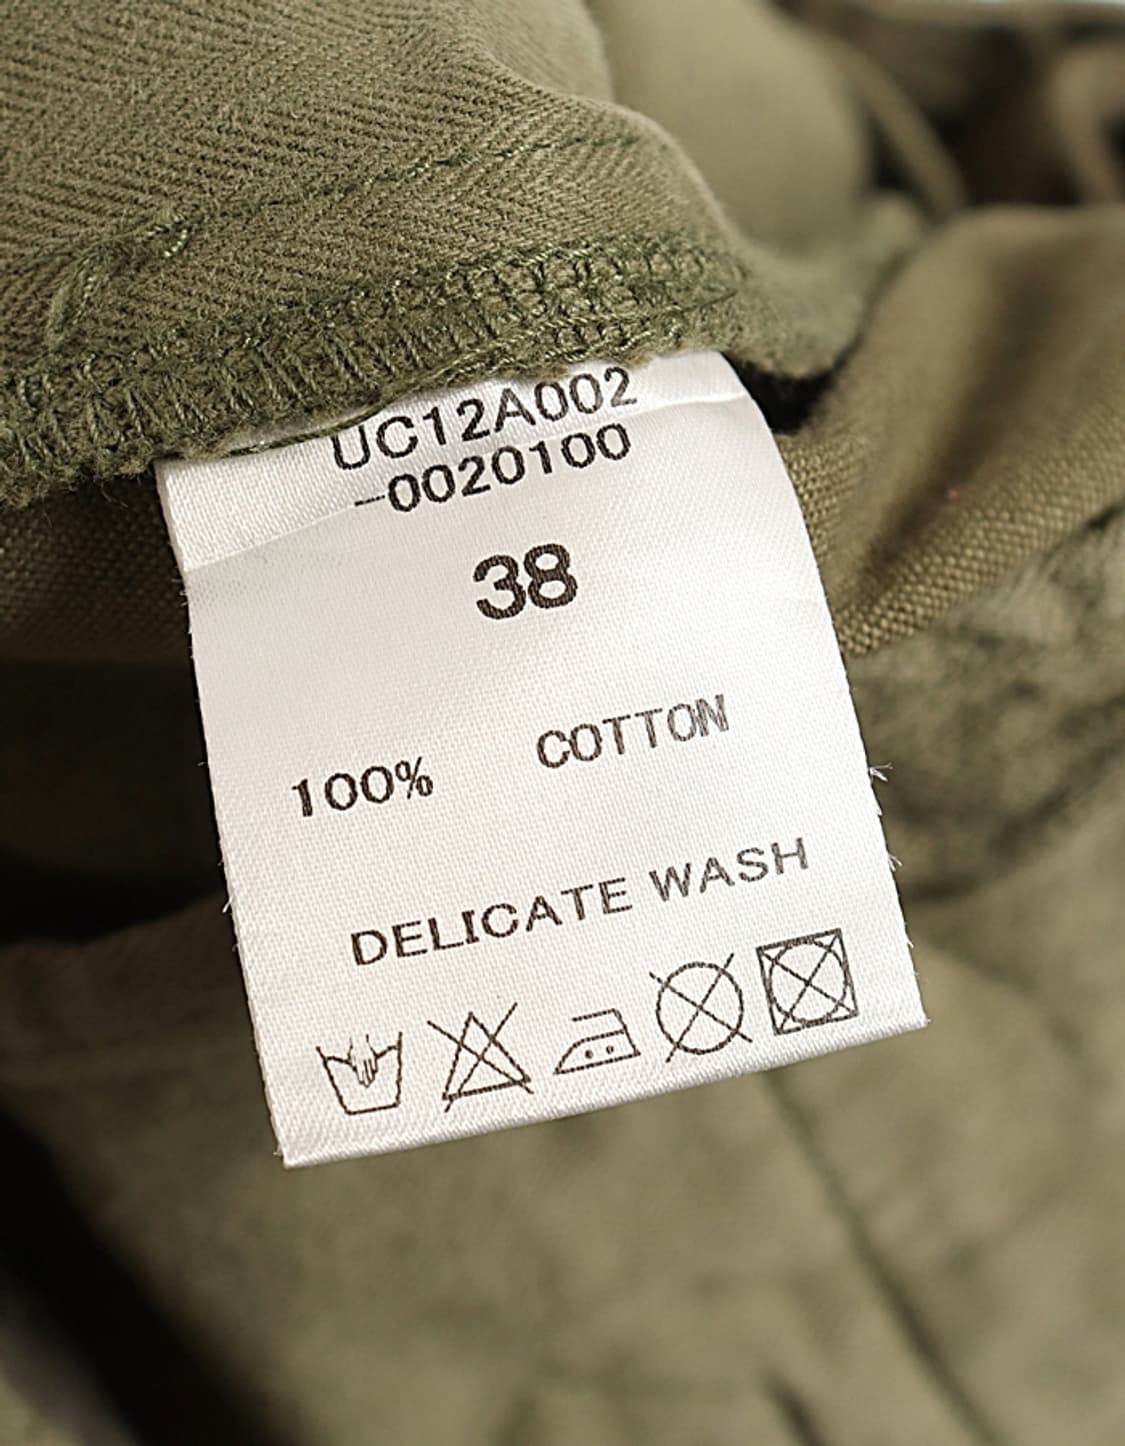 UC12A002
-0020100
38
100% COTTON
DELICATE WASH